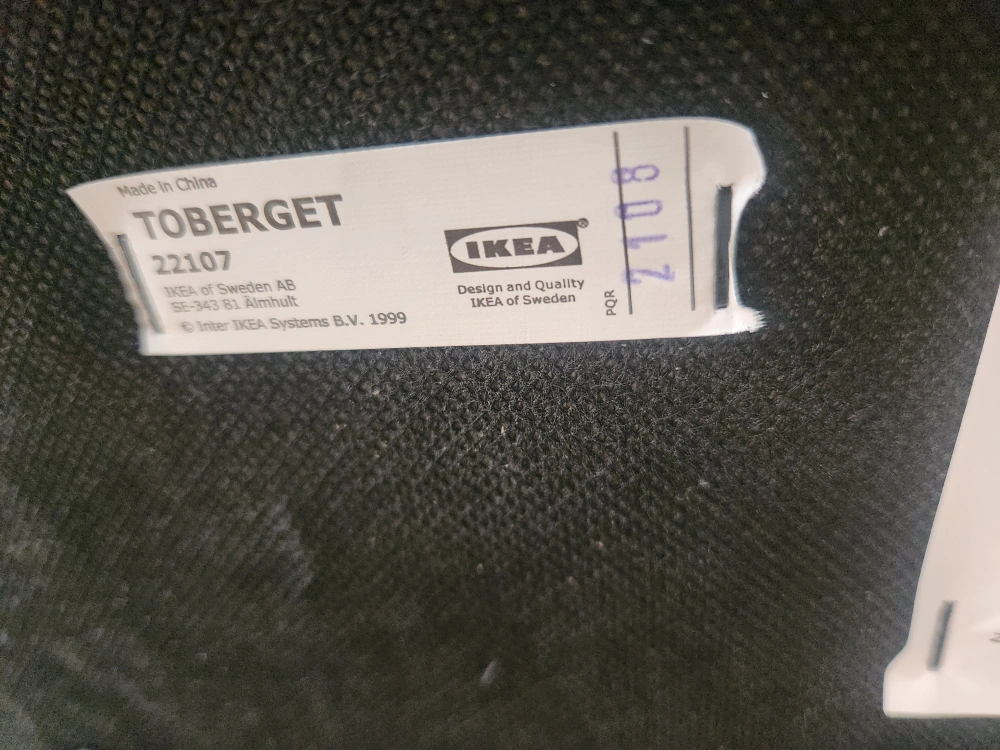 Made in China
TOBERGET
22107
IKEA of Sweden AB
SE-343 81 Älmhult
© Inter IKEA Systems B.V. 1999
IKEA®
Design and Quality
IKEA of Sweden
PQR
2108